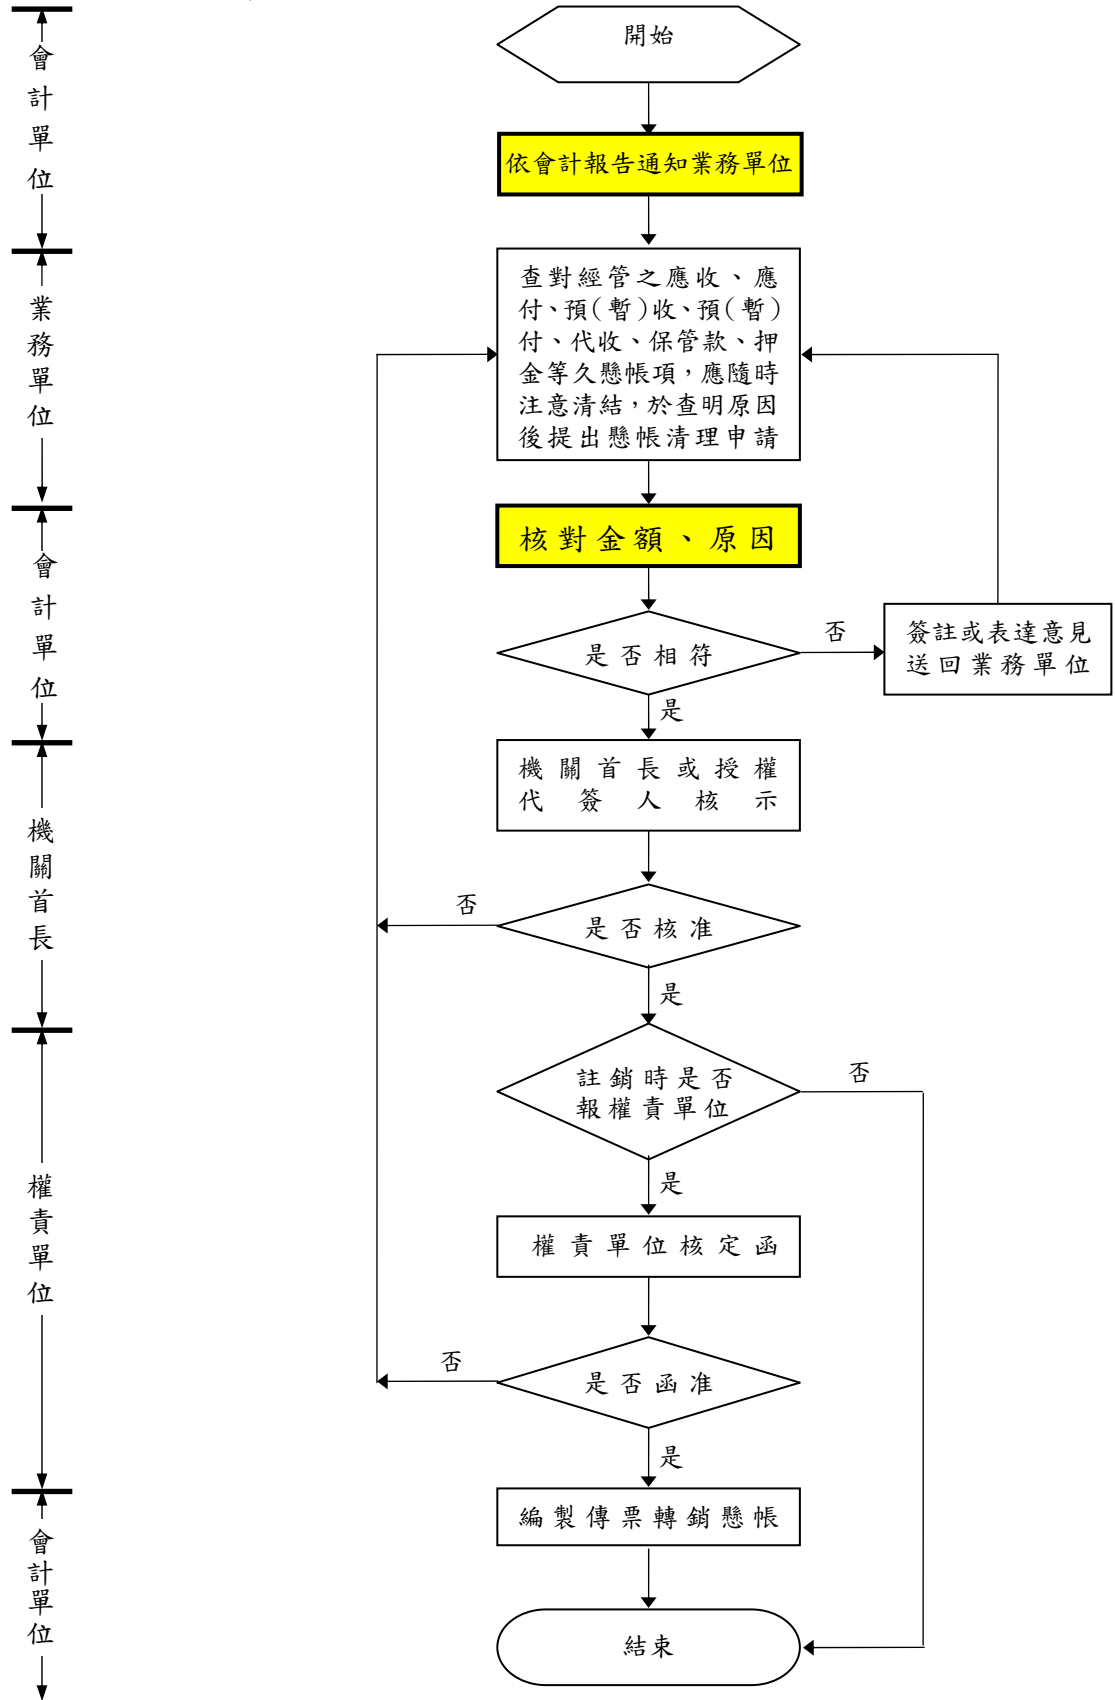 會計單位
開始
依會計報告通知業務單位
業務單位
查對經管之應收、應
付、預(暫)收、預(暫)
付、代收、保管款、押
金等久懸帳項，應隨時
注意清結，於查明原因
後提出懸帳清理申請
會計單位
核對金額、原因
是否相符
否
簽註或表達意見
送回業務單位
是
機關首長
機關首長或授權
代簽人核示
否
是否核准
是
權責單位
註銷時是否
報權責單位
否
是
權責單位核定函
否
是否函准
是
會計單位
編製傳票轉銷懸帳
結束